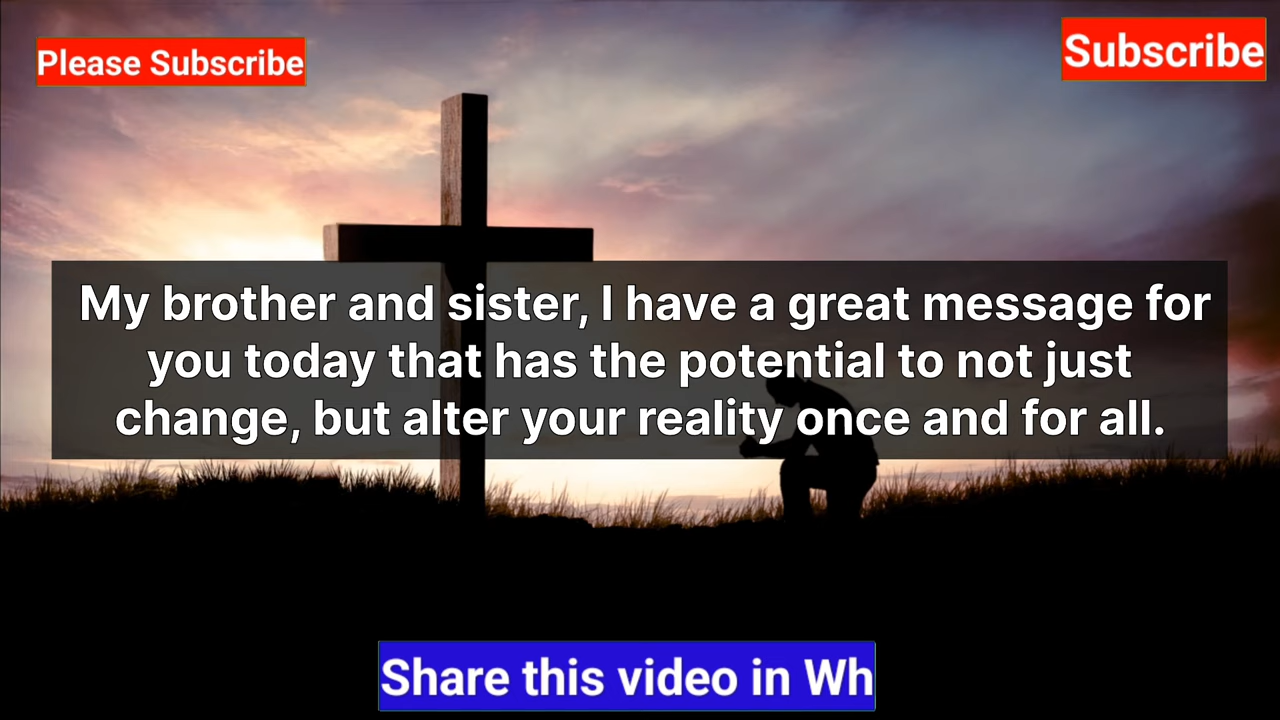 Please Subscribe
Subscribe
My brother and sister, I have a great message for
you today that has the potential to not just
change, but alter your reality once and for all.
Share this video in Wh